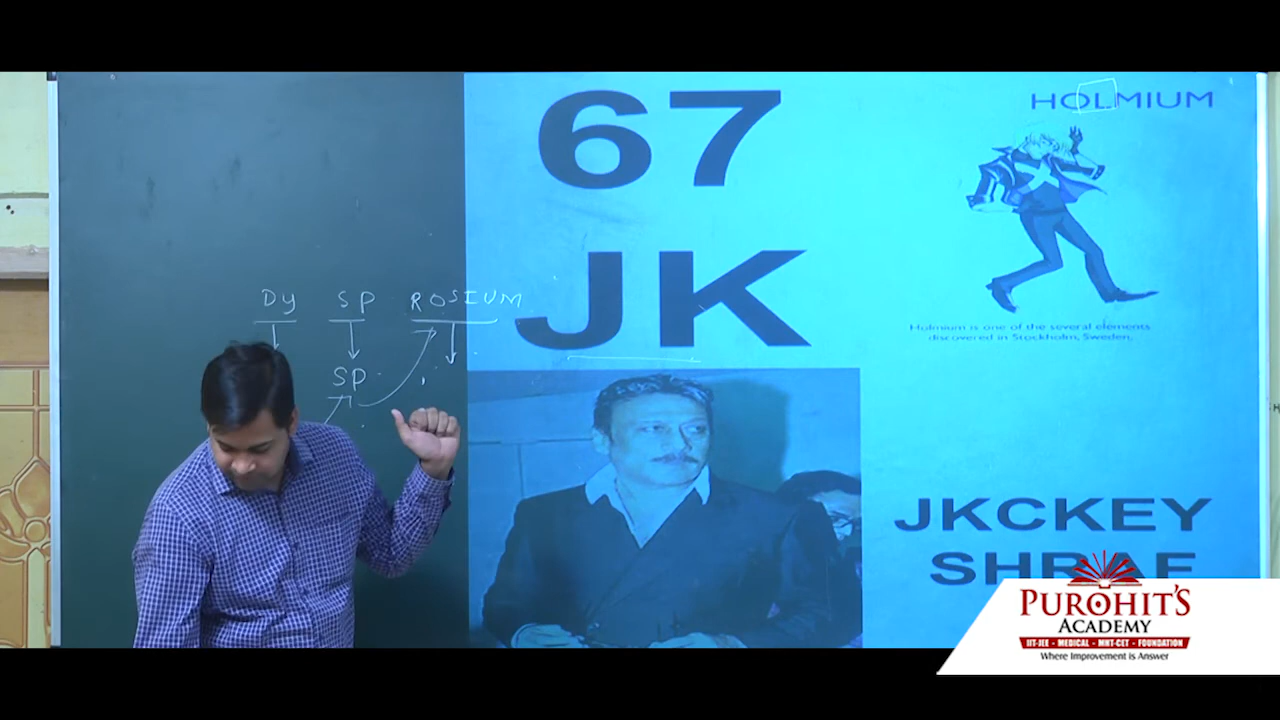 67
JK
HOLMIUM
Holmium is one of the several elements
discovered in Stockholm, Sweden.
Dy SP ROSIUM
SP
JKCKEY
SHRAF
PUROHIT'S
ACADEMY
IIT-JEE - MEDICAL - MHT-CET - FOUNDATION
Where Improvement is Answer